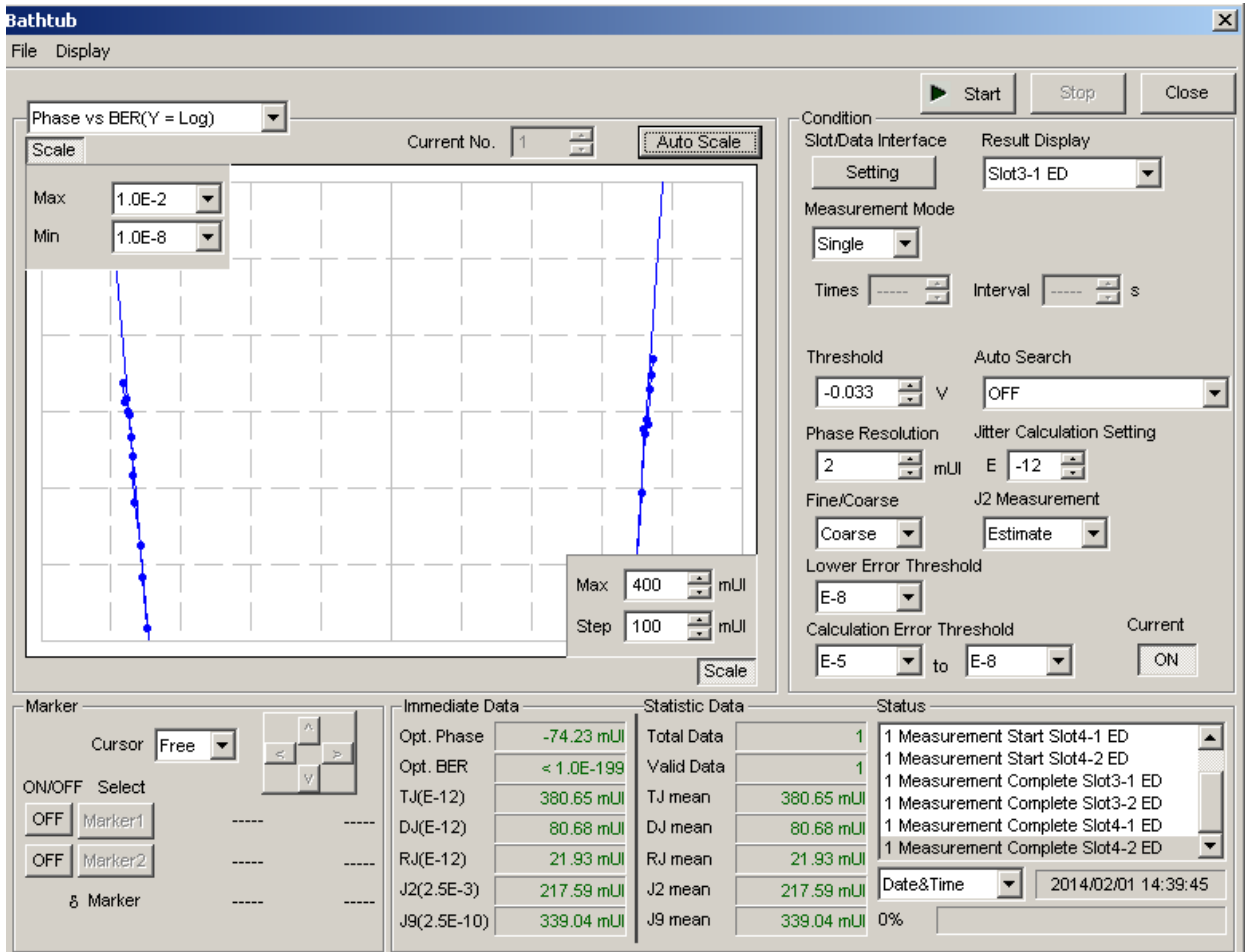 Bathtub
File Display
Start Stop Close
Phase vs BER(Y = Log)
Scale
Current No. 1 Auto Scale
Max 1.0E-2
Min 1.0E-8
Max 400 mUI
Step 100 mUI
Scale
Condition
Slot/Data Interface Result Display
Setting Slot3-1 ED
Measurement Mode
Single
Times ----- Interval ----- s
Threshold Auto Search
-0.033 V OFF
Phase Resolution Jitter Calculation Setting
2 mUI E -12
Fine/Coarse J2 Measurement
Coarse Estimate
Lower Error Threshold
E-8
Calculation Error Threshold Current
E-5 to E-8 ON
Marker
Cursor Free
< ^ > v
ON/OFF Select
OFF Marker1 ----- -----
OFF Marker2 ----- -----
δ Marker ----- -----
Immediate Data
Opt. Phase -74.23 mUI
Opt. BER < 1.0E-199
TJ(E-12) 380.65 mUI
DJ(E-12) 80.68 mUI
RJ(E-12) 21.93 mUI
J2(2.5E-3) 217.59 mUI
J9(2.5E-10) 339.04 mUI
Statistic Data
Total Data 1
Valid Data 1
TJ mean 380.65 mUI
DJ mean 80.68 mUI
RJ mean 21.93 mUI
J2 mean 217.59 mUI
J9 mean 339.04 mUI
Status
1 Measurement Start Slot4-1 ED
1 Measurement Start Slot4-2 ED
1 Measurement Complete Slot3-1 ED
1 Measurement Complete Slot3-2 ED
1 Measurement Complete Slot4-1 ED
1 Measurement Complete Slot4-2 ED
Date&Time 2014/02/01 14:39:45
0%